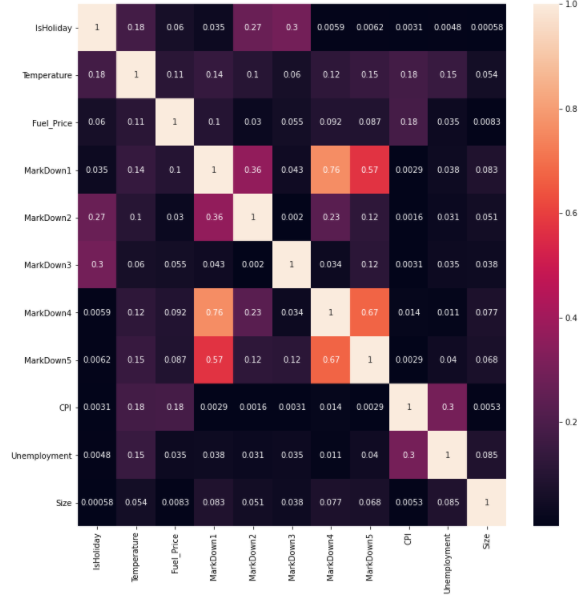 IsHoliday 1 0.18 0.06 0.035 0.27 0.3 0.0059 0.0062 0.0031 0.0048 0.00058
Temperature 0.18 1 0.11 0.14 0.1 0.06 0.12 0.15 0.18 0.15 0.054
Fuel_Price 0.06 0.11 1 0.1 0.03 0.055 0.092 0.087 0.18 0.035 0.0083
MarkDown1 0.035 0.14 0.1 1 0.36 0.043 0.76 0.57 0.0029 0.038 0.083
MarkDown2 0.27 0.1 0.03 0.36 1 0.002 0.23 0.12 0.0016 0.031 0.051
MarkDown3 0.3 0.06 0.055 0.043 0.002 1 0.034 0.12 0.0031 0.035 0.038
MarkDown4 0.0059 0.12 0.092 0.76 0.23 0.034 1 0.67 0.014 0.011 0.077
MarkDown5 0.0062 0.15 0.087 0.57 0.12 0.12 0.67 1 0.0029 0.04 0.068
CPI 0.0031 0.18 0.18 0.0029 0.0016 0.0031 0.014 0.0029 1 0.3 0.0053
Unemployment 0.0048 0.15 0.035 0.038 0.031 0.035 0.011 0.04 0.3 1 0.085
Size 0.00058 0.054 0.0083 0.083 0.051 0.038 0.077 0.068 0.0053 0.085 1
IsHoliday
Temperature
Fuel_Price
MarkDown1
MarkDown2
MarkDown3
MarkDown4
MarkDown5
CPI
Unemployment
Size
1.0
0.8
0.6
0.4
0.2